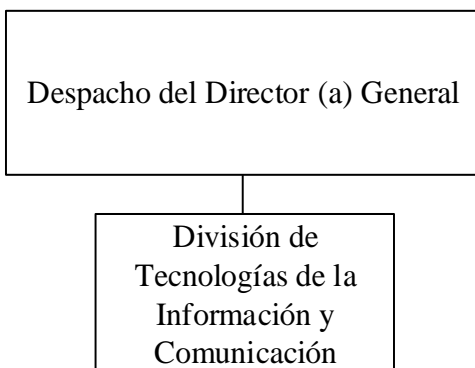 Despacho del Director (a) General
División de
Tecnologías de la
Información y
Comunicación